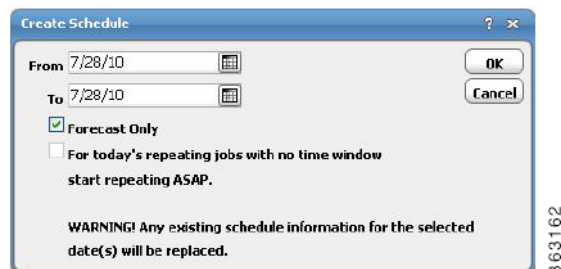 Create Schedule ?
From 7/28/10
OK
To 7/28/10
Cancel
Forecast Only
For today's repeating jobs with no time window
start repeating ASAP.
WARNING! Any existing schedule information for the selected
date(s) will be replaced.
363162